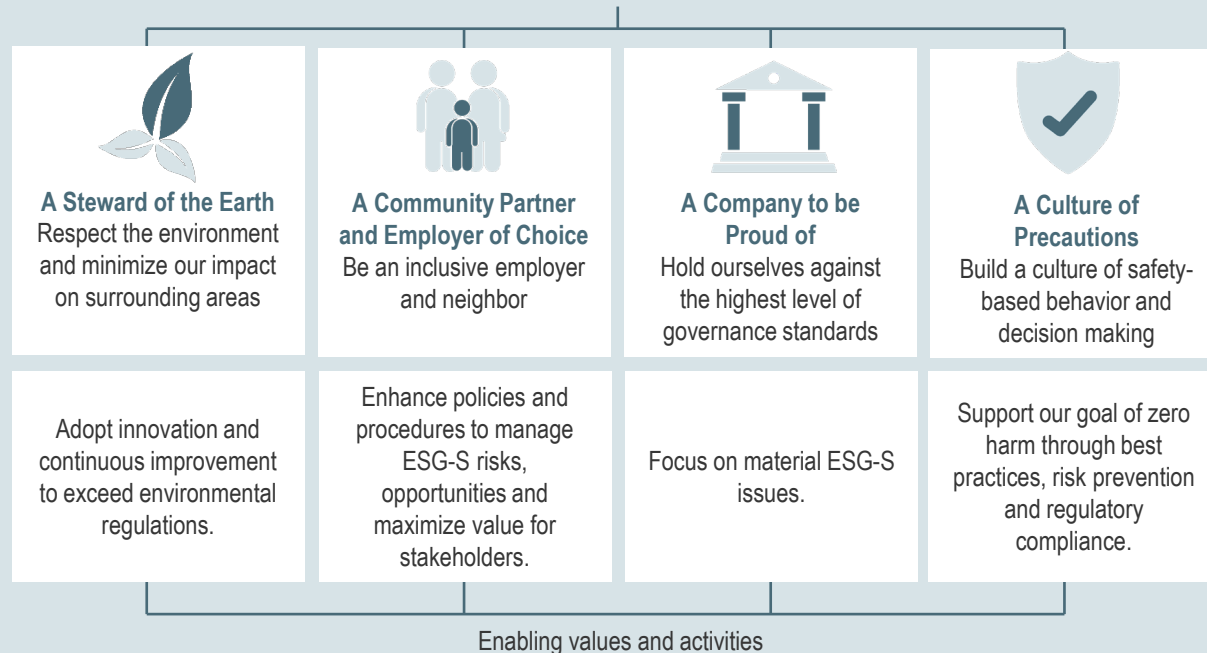 A Steward of the Earth
Respect the environment
and minimize our impact
on surrounding areas
A Community Partner
and Employer of Choice
Be an inclusive employer
and neighbor
A Company to be
Proud of
Hold ourselves against
the highest level of
governance standards
A Culture of
Precautions
Build a culture of safety-
based behavior and
decision making
Adopt innovation and
continuous improvement
to exceed environmental
regulations.
Enhance policies and
procedures to manage
ESG-S risks,
opportunities and
maximize value for
stakeholders.
Focus on material ESG-S
issues.
Support our goal of zero
harm through best
practices, risk prevention
and regulatory
compliance.
Enabling values and activities